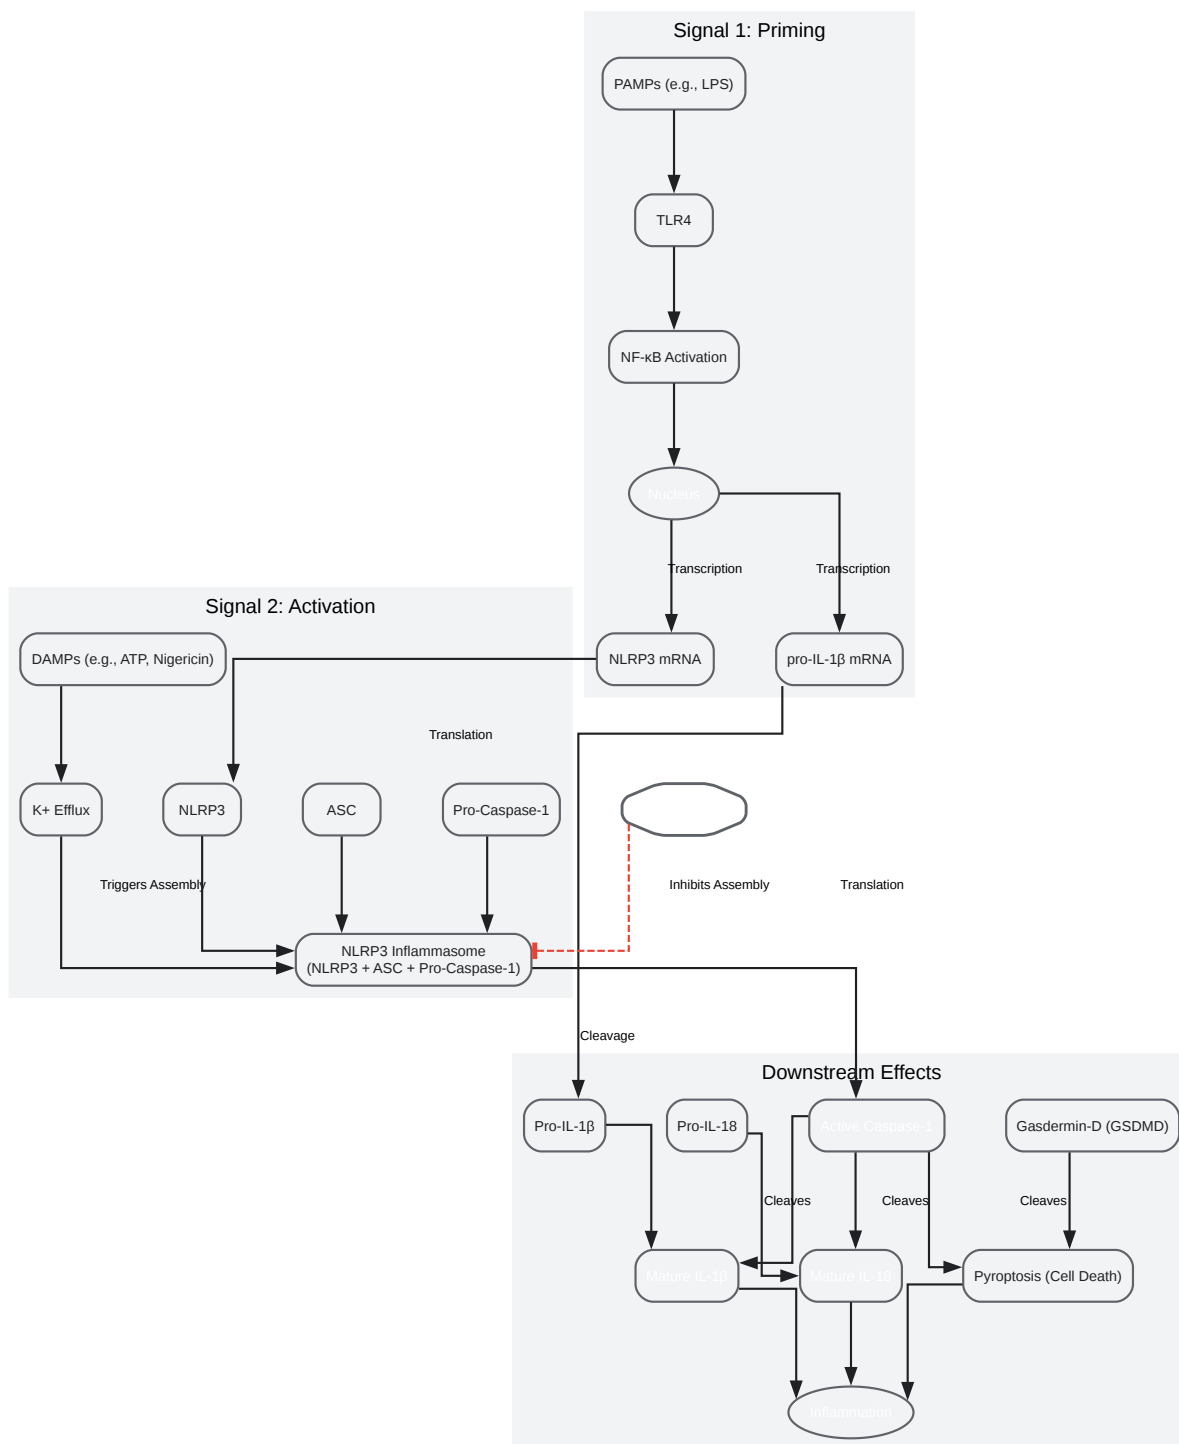 Signal 1: Priming
PAMPs (e.g., LPS)
TLR4
NF-κB Activation
Nucleus
Transcription
Transcription
Signal 2: Activation
DAMPs (e.g., ATP, Nigericin)
NLRP3 mRNA
pro-IL-1β mRNA
Translation
K+ Efflux
NLRP3
ASC
Pro-Caspase-1
Triggers Assembly
Inhibits Assembly
Translation
NLRP3 Inflammasome
(NLRP3 + ASC + Pro-Caspase-1)
Cleavage
Downstream Effects
Pro-IL-1β
Pro-IL-18
Active Caspase-1
Gasdermin-D (GSDMD)
Cleaves
Cleaves
Cleaves
Mature IL-1β
Mature IL-18
Pyroptosis (Cell Death)
Inflammation